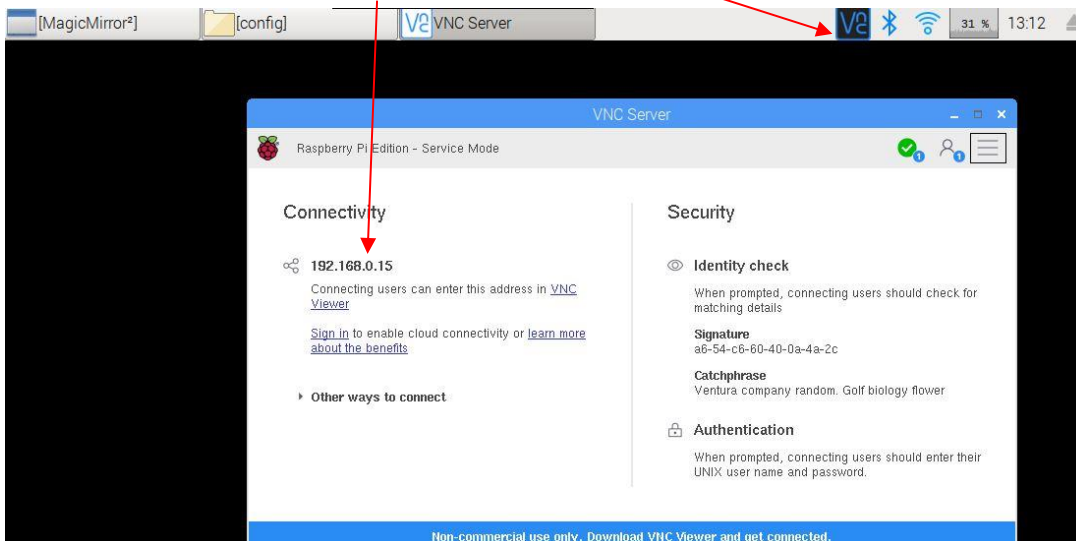 [MagicMirror²]
[config]
VNC Server
31 %
13:12
VNC Server
Raspberry Pi Edition - Service Mode
1
1
Connectivity
192.168.0.15
Connecting users can enter this address in VNC
Viewer
Sign in to enable cloud connectivity or learn more
about the benefits
Other ways to connect
Security
Identity check
When prompted, connecting users should check for
matching details
Signature
a6-54-c6-60-40-0a-4a-2c
Catchphrase
Ventura company random. Golf biology flower
Authentication
When prompted, connecting users should enter their
UNIX user name and password.
Non-commercial use only. Download VNC Viewer and get connected.